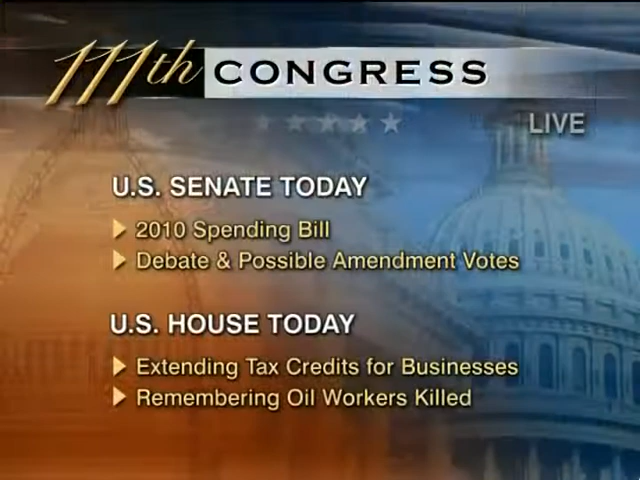 111th CONGRESS
LIVE
U.S. SENATE TODAY
2010 Spending Bill
Debate & Possible Amendment Votes
U.S. HOUSE TODAY
Extending Tax Credits for Businesses
Remembering Oil Workers Killed